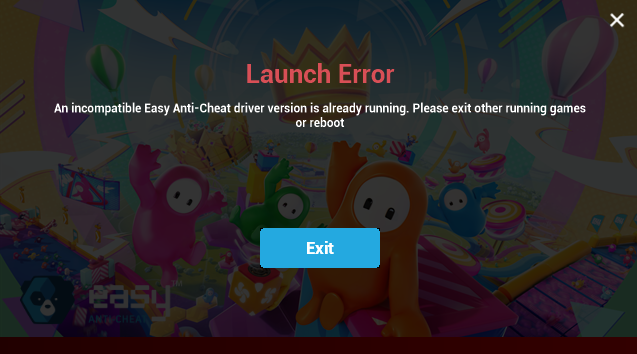 Launch Error
An incompatible Easy Anti-Cheat driver version is already running. Please exit other running games
or reboot
Exit
easy
ANTI-CHEAT